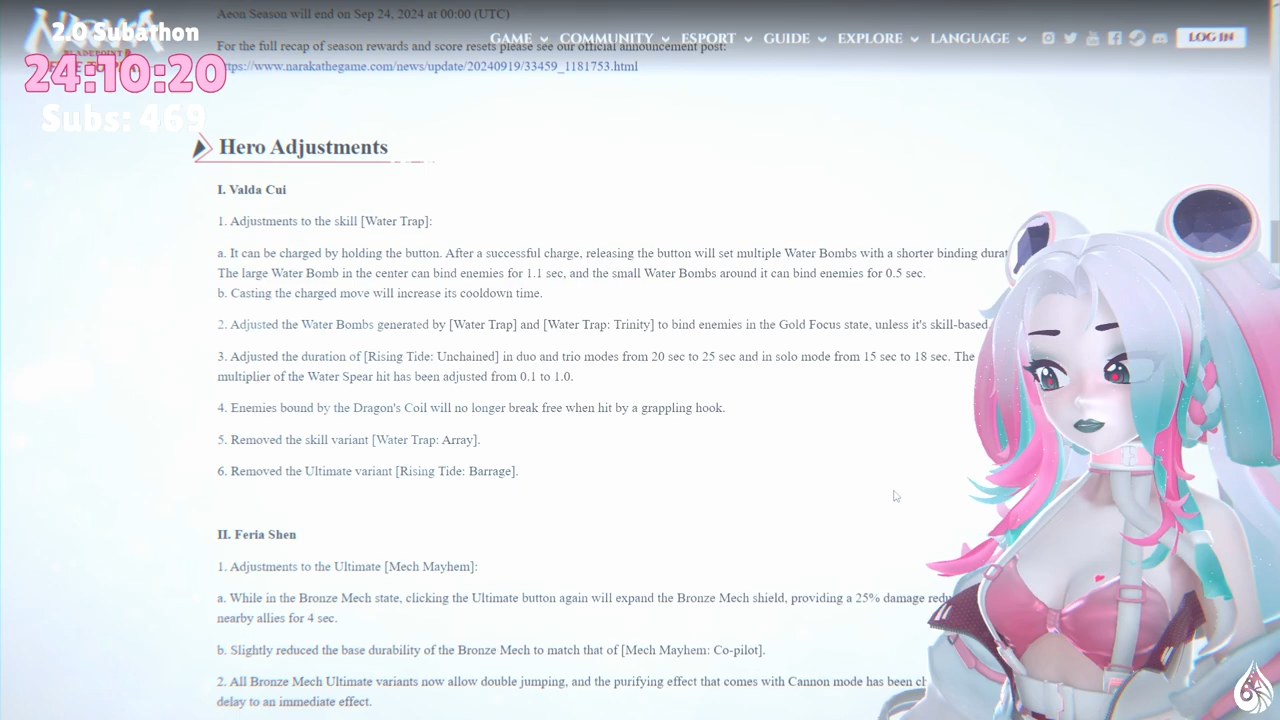 Aeon Season will end on Sep 24, 2024 at 00:00 (UTC)
2.0 Subathon
GAME COMMUNITY ESPORT GUIDE EXPLORE LANGUAGE LOG IN
For the full recap of season rewards and score resets please see our official announcement post:
24:10:20
https://www.narakathegame.com/news/update/20240919/33459_1181753.html
Subs: 469
Hero Adjustments
I. Valda Cui
1. Adjustments to the skill [Water Trap]:
a. It can be charged by holding the button. After a successful charge, releasing the button will set multiple Water Bombs with a shorter binding
The large Water Bomb in the center can bind enemies for 1.1 sec, and the small Water Bombs around it can bind enemies for 0.5 sec.
b. Casting the charged move will increase its cooldown time.
2. Adjusted the Water Bombs generated by [Water Trap] and [Water Trap: Trinity] to bind enemies in the Gold Focus state, unless it's skill-based
3. Adjusted the duration of [Rising Tide: Unchained] in duo and trio modes from 20 sec to 25 sec and in solo mode from 15 sec to 18 sec. The
multiplier of the Water Spear hit has been adjusted from 0.1 to 1.0.
4. Enemies bound by the Dragon's Coil will no longer break free when hit by a grappling hook.
5. Removed the skill variant [Water Trap: Array].
6. Removed the Ultimate variant [Rising Tide: Barrage].
II. Feria Shen
1. Adjustments to the Ultimate [Mech Mayhem]:
a. While in the Bronze Mech state, clicking the Ultimate button again will expand the Bronze Mech shield, providing a 25% damage
nearby allies for 4 sec.
b. Slightly reduced the base durability of the Bronze Mech to match that of [Mech Mayhem: Co-pilot].
2. All Bronze Mech Ultimate variants now allow double jumping, and the purifying effect that comes with Cannon mode has been
delay to an immediate effect.